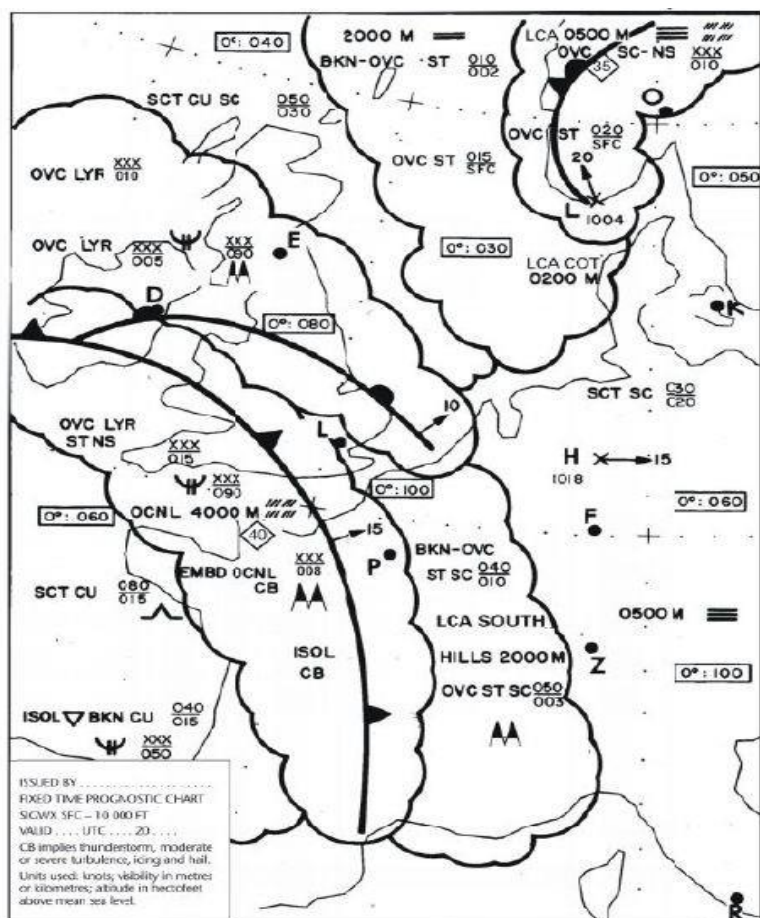 0°: 040
2000 M
BKN-OVC ST 010
002
LCA 0500 M
OVC SC-NS XXX
010
35
O
SCT CU SC 050
030
OVC ST 015
SFC
OVC ST 020
SFC
20
L
1004
0°: 050
OVC LYR XXX
010
OVC LYR XXX
005
XXX
090
E
0°: 030
LCA COT
0200 M
D
0°: 080
K
10
SCT SC 030
020
OVC LYR
ST NS
XXX
015
L
XXX
090
0°: 100
H
1018
15
0°: 060
0°: 060
OCNL 4000 M
40
15
F
EMBD OCNL
CB
XXX
008
P
BKN-OVC
ST SC 040
010
SCT CU 080
015
LCA SOUTH
HILLS 2000 M
0500 M
Z
ISOL
CB
OVC ST SC 050
003
0°: 100
ISOL BKN CU 040
015
XXX
050
ISSUED BY ....................
FIXED TIME PROGNOSTIC CHART
SIGWX SFC – 10 000 FT
VALID .... UTC .... 20 ....
CB implies thunderstorm, moderate
or severe turbulence, icing and hail.
Units used: knots; visibility in metres
or kilometres; altitude in hectofeet
above mean sea level.